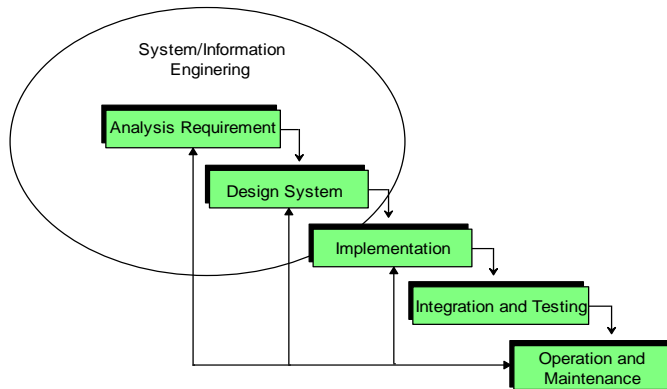 System/Information
Enginering
Analysis Requirement
Design System
Implementation
Integration and Testing
Operation and
Maintenance